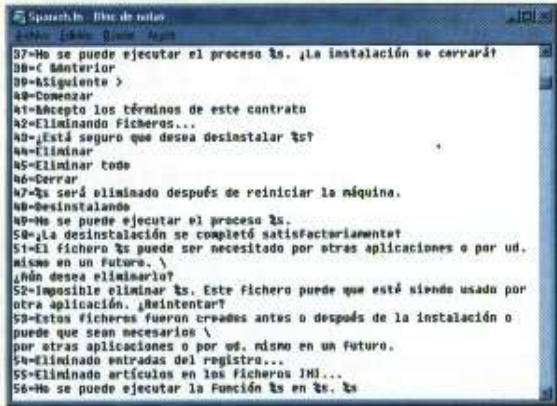 Spanish.ln - Bloc de notas
Archivo Edición Buscar Ayuda
37=No se puede ejecutar el proceso %s. ¿La instalación se cerrará?
38=< &Anterior
39=&Siguiente >
40=Comenzar
41=&Acepto los términos de este contrato
42=Eliminando Ficheros...
43=¿Está seguro que desea desinstalar %s?
44=Eliminar
45=Eliminar todo
46=Cerrar
47=%s será eliminado después de reiniciar la máquina.
48=Desinstalando
49=No se puede ejecutar el proceso %s.
50=¿La desinstalación se completó satisfactoriamente?
51=El fichero %s puede ser necesitado por otras aplicaciones o por ud.
mismo en un futuro. \
¿Aún desea eliminarlo?
52=Imposible eliminar %s. Este fichero puede que esté siendo usado por
otra aplicación. ¿Reintentar?
53=Estos ficheros fueron creados antes o después de la instalación o
puede que sean necesarios \
por otras aplicaciones o por ud. mismo en un futuro.
54=Eliminado entradas del registro...
55=Eliminado artículos en los ficheros INI...
56=No se puede ejecutar la función %s en %s. %s